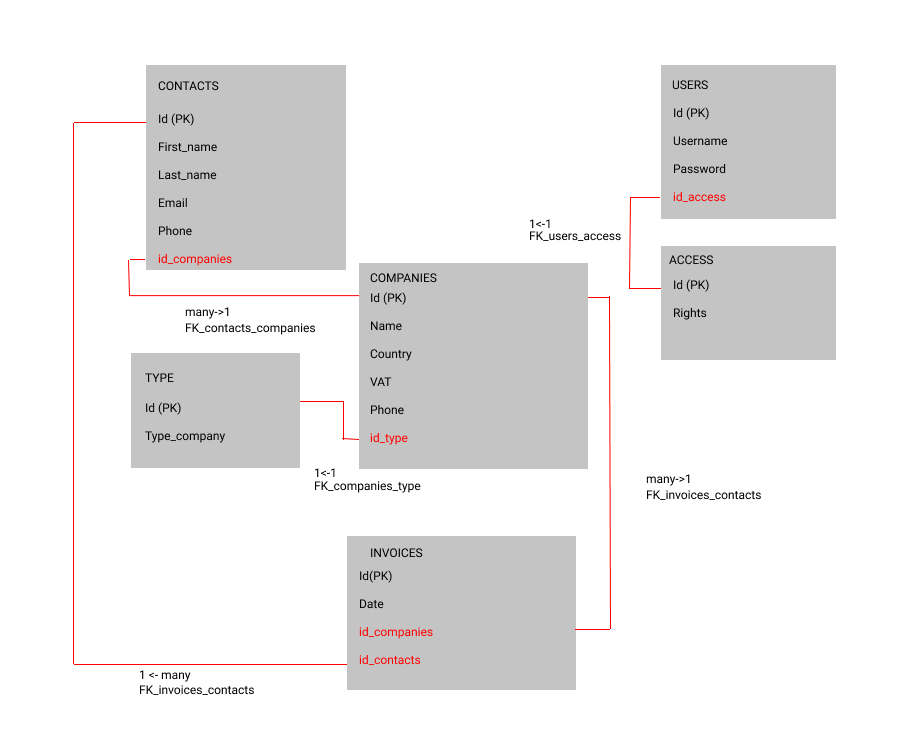 CONTACTS
Id (PK)
First_name
Last_name
Email
Phone
id_companies
USERS
Id (PK)
Username
Password
id_access
1<-1
FK_users_access
ACCESS
Id (PK)
Rights
COMPANIES
Id (PK)
Name
Country
VAT
Phone
id_type
many->1
FK_contacts_companies
TYPE
Id (PK)
Type_company
1<-1
FK_companies_type
many->1
FK_invoices_contacts
INVOICES
Id(PK)
Date
id_companies
id_contacts
1 <- many
FK_invoices_contacts